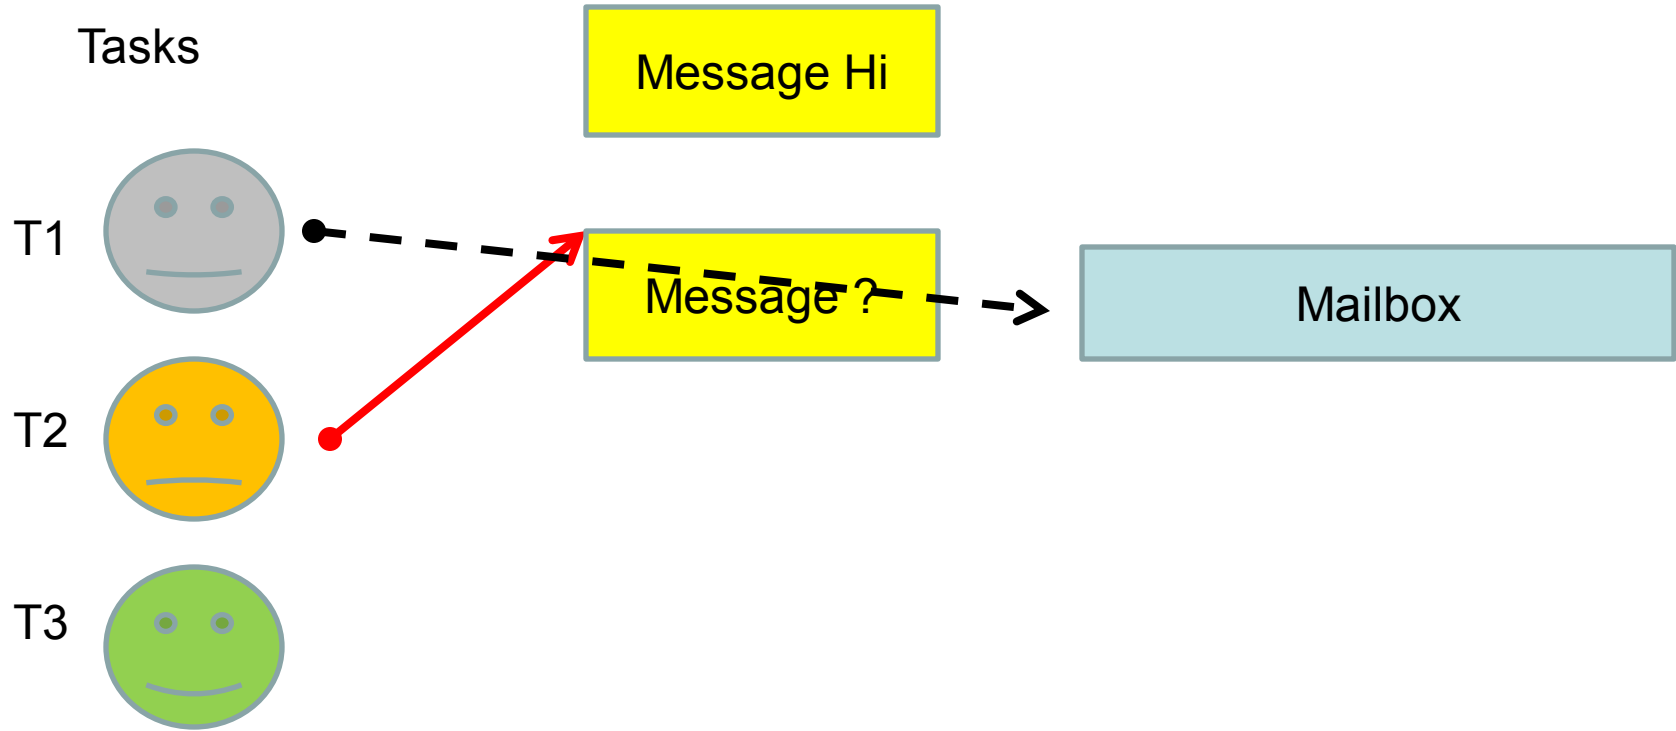 Tasks
Message Hi
T1
Message ?
Mailbox
T2
T3